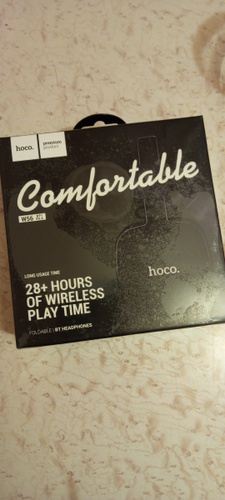 hoco.
premium
product
Comfortable
W56
hoco.
LONG USAGE TIME
28+ HOURS
OF WIRELESS
PLAY TIME
FOLDABLE | BT HEADPHONES